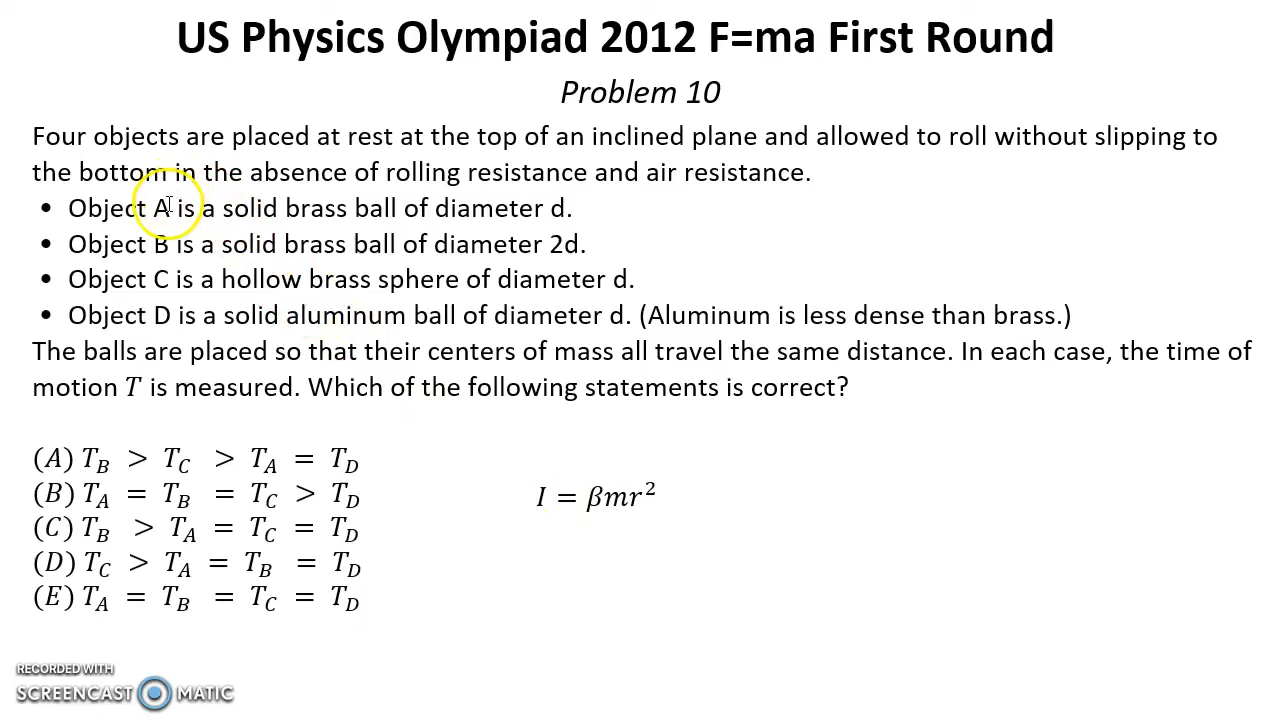 US Physics Olympiad 2012 F=ma First Round
Problem 10
Four objects are placed at rest at the top of an inclined plane and allowed to roll without slipping to
the bottom in the absence of rolling resistance and air resistance.
• Object A is a solid brass ball of diameter d.
• Object B is a solid brass ball of diameter 2d.
• Object C is a hollow brass sphere of diameter d.
• Object D is a solid aluminum ball of diameter d. (Aluminum is less dense than brass.)
The balls are placed so that their centers of mass all travel the same distance. In each case, the time of
motion T is measured. Which of the following statements is correct?
(A) T_B > T_C > T_A = T_D
(B) T_A = T_B = T_C > T_D
I = βmr²
(C) T_B > T_A = T_C = T_D
(D) T_C > T_A = T_B = T_D
(E) T_A = T_B = T_C = T_D
RECORDED WITH
SCREENCAST MATIC